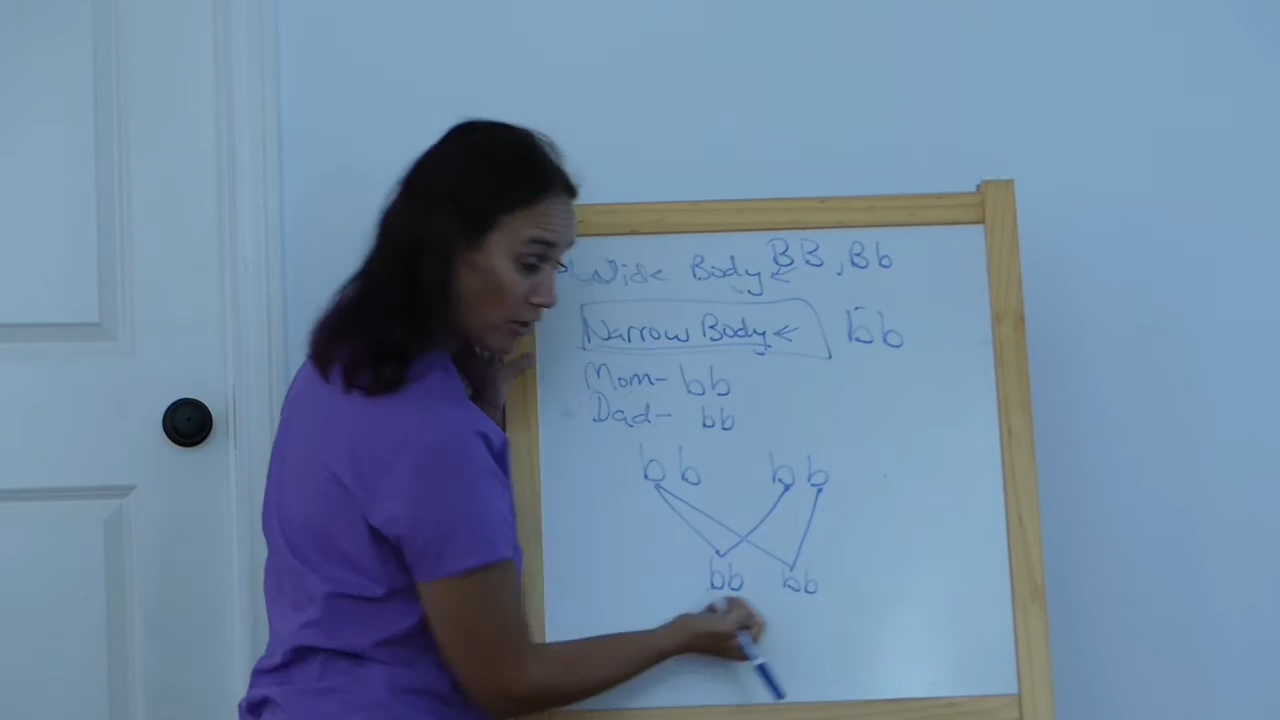 Wide Body ← BB, Bb
Narrow Body ← bb
Mom- bb
Dad- bb
bb bb
bb bb